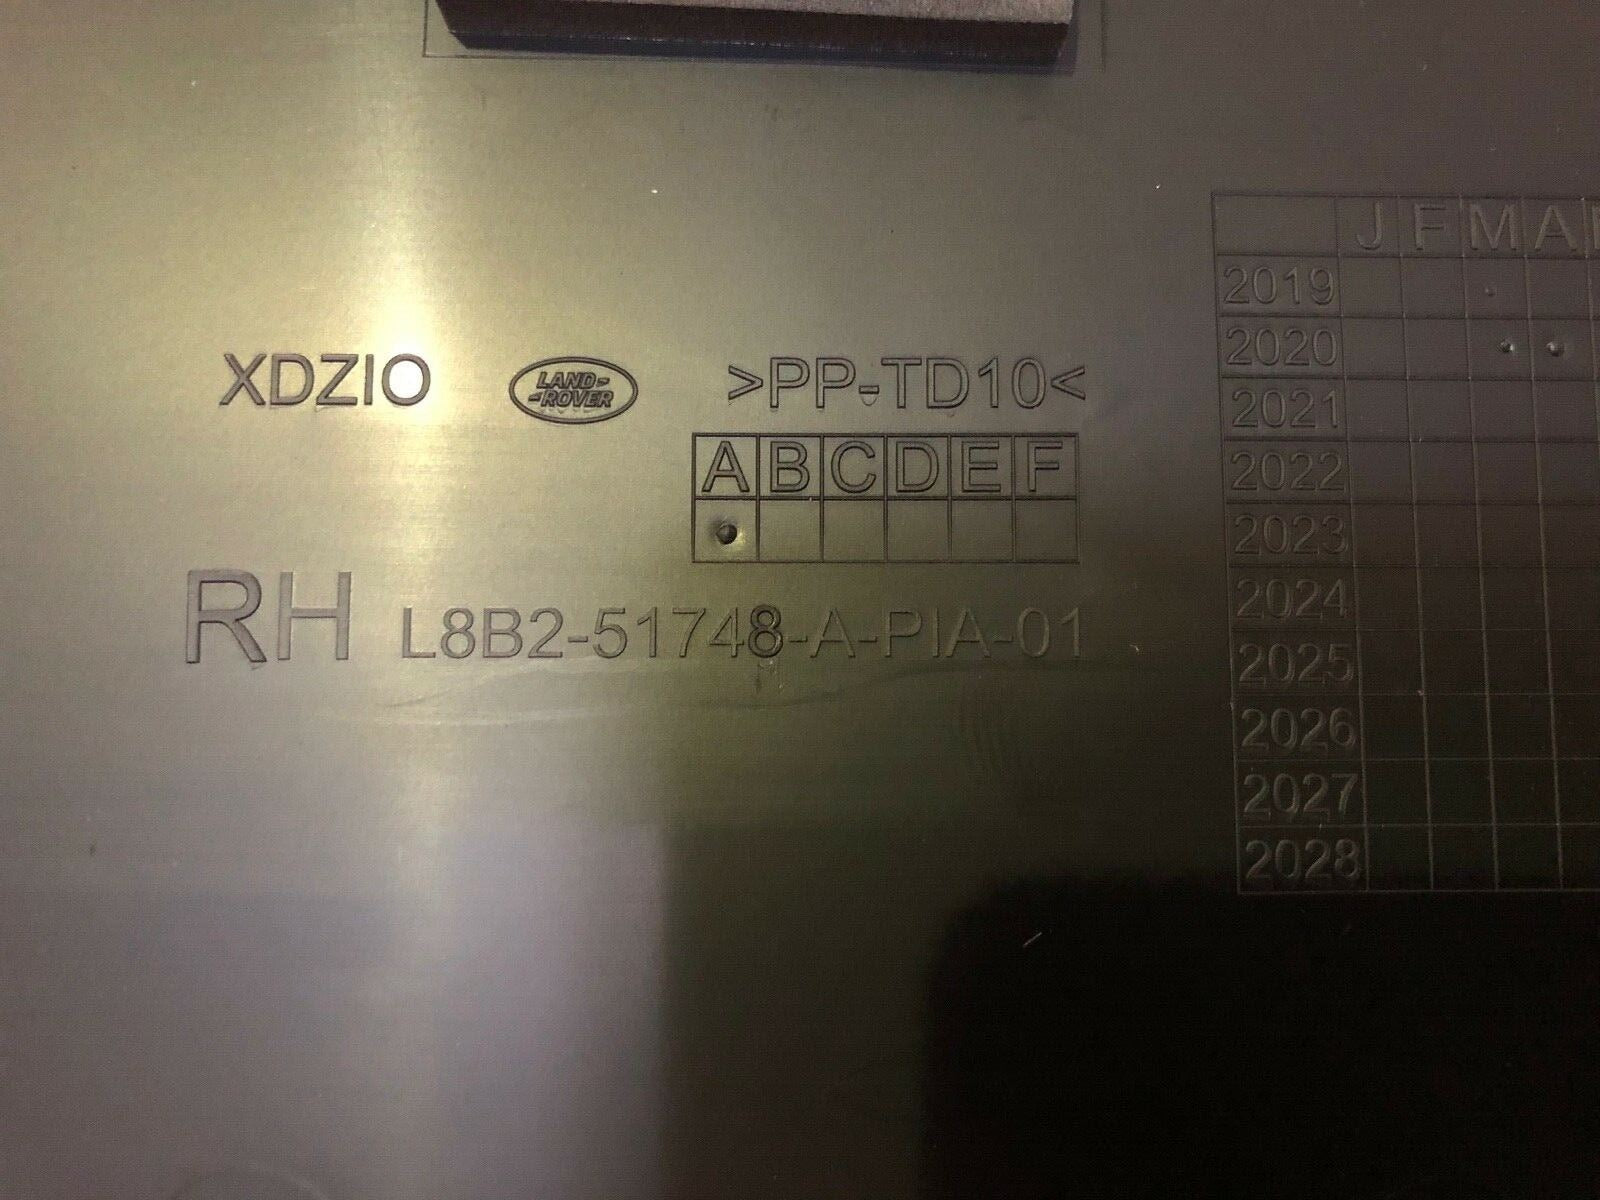 XDZIO
LAND-
-ROVER
>PP-TD10<
A B C D E F
RH L8B2-51748-A-PIA-01
J F M A
2019
2020
2021
2022
2023
2024
2025
2026
2027
2028